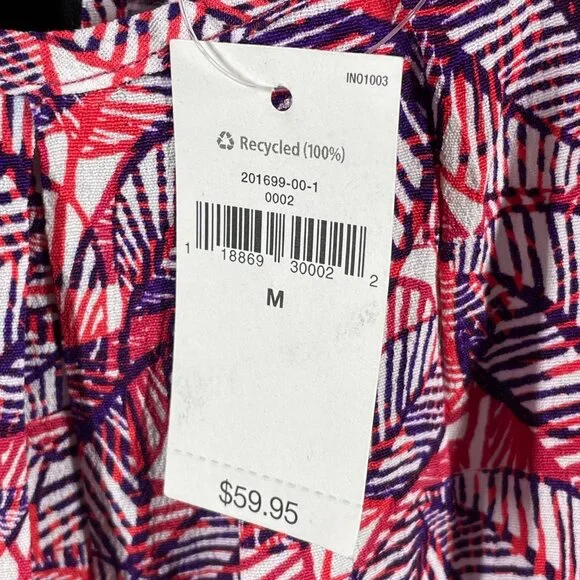 IN01003
Recycled (100%)
201699-00-1
0002
1 18869 30002 2
M
$59.95